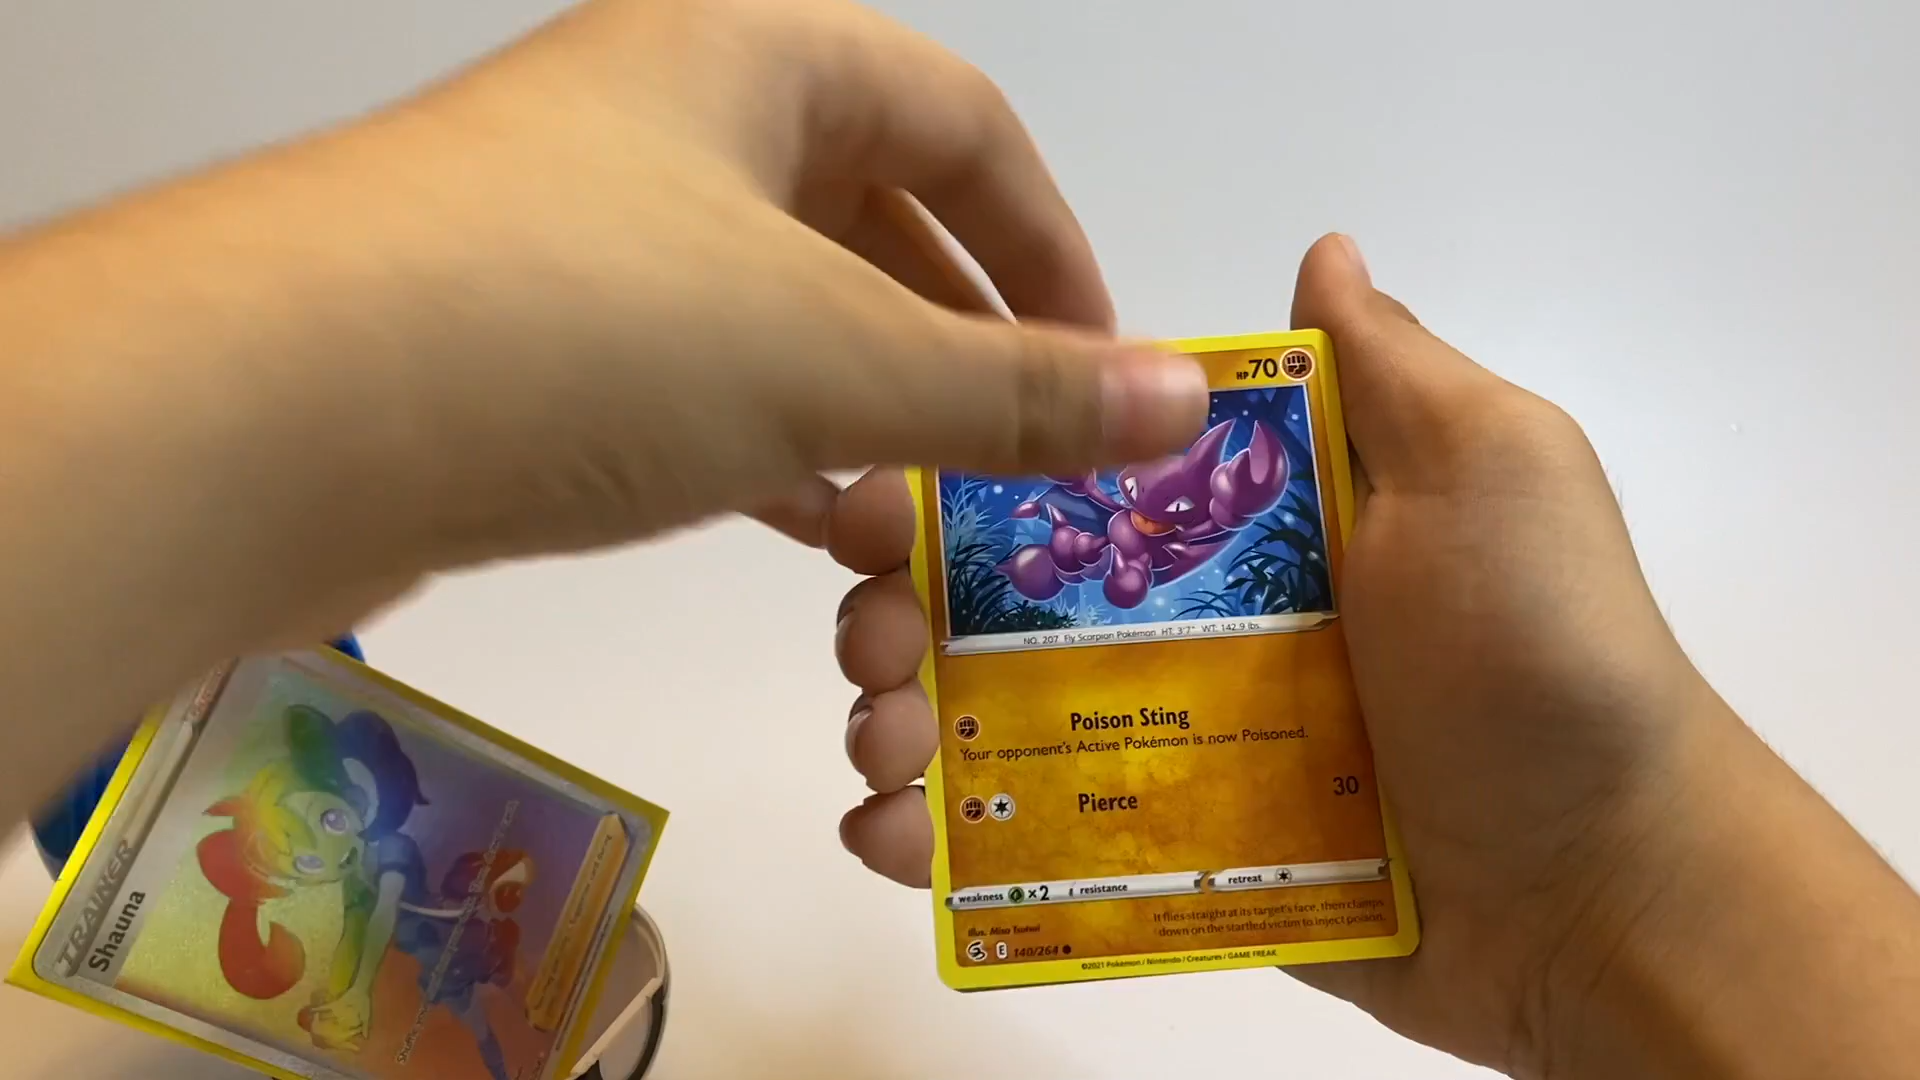 HP70
NO. 207 Fly Scorpion Pokémon HT: 3'7" WT: 142.9 lbs.
Poison Sting
Your opponent's Active Pokémon is now Poisoned.
Pierce 30
weakness ×2 resistance retreat
It flies straight at its target's face, then clamps
down on the startled victim to inject poison.
Illus. Misa Tsutsui
E 140/264
©2021 Pokémon / Nintendo / Creatures / GAME FREAK
TRAINER
Shauna